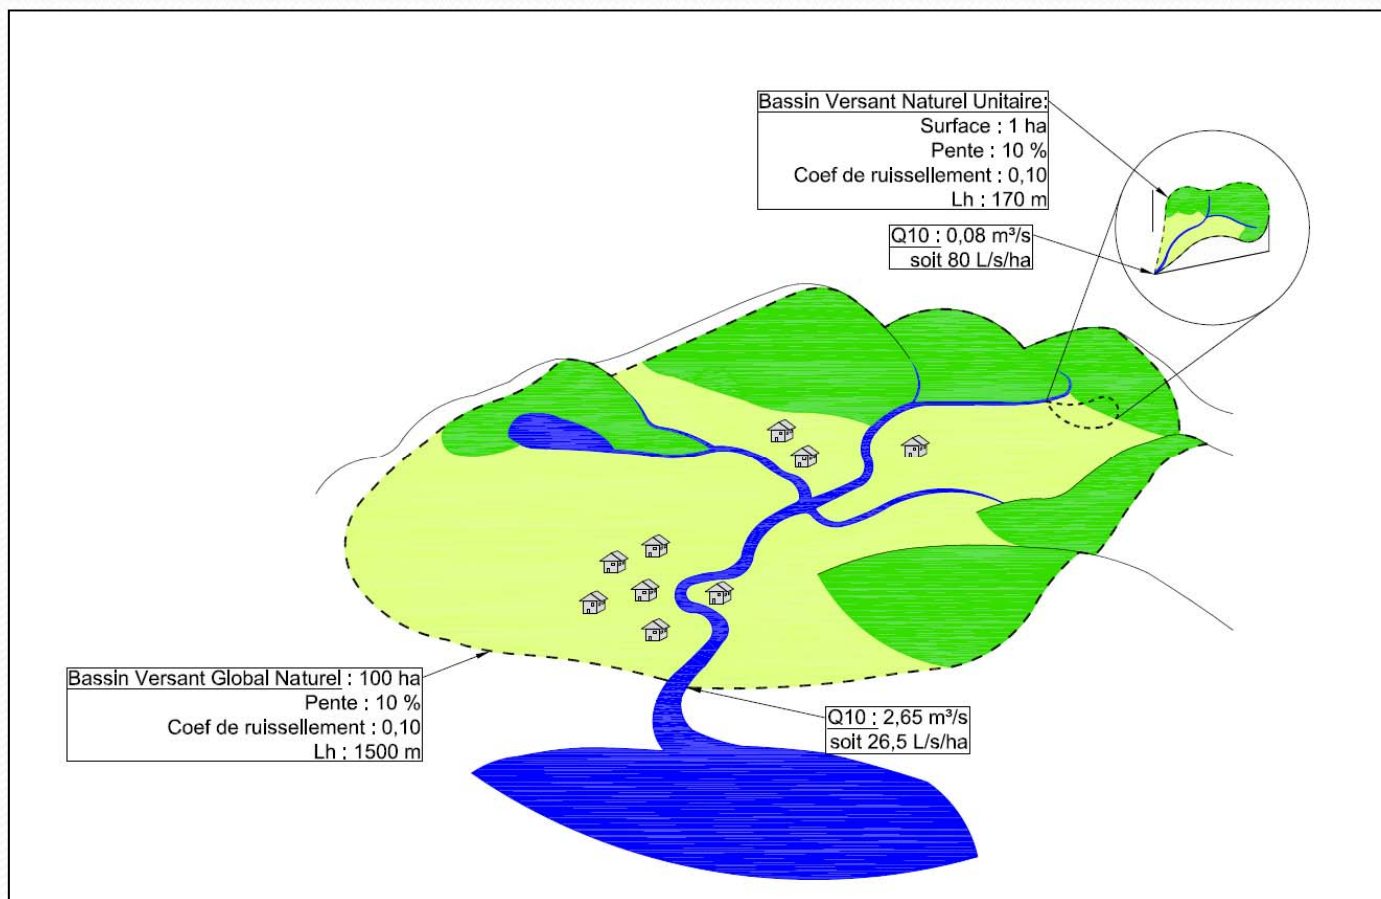 Bassin Versant Naturel Unitaire:
Surface : 1 ha
Pente : 10 %
Coef de ruissellement : 0,10
Lh : 170 m
Q10 : 0,08 m³/s
soit 80 L/s/ha
Bassin Versant Global Naturel : 100 ha
Pente : 10 %
Coef de ruissellement : 0,10
Lh : 1500 m
Q10 : 2,65 m³/s
soit 26,5 L/s/ha